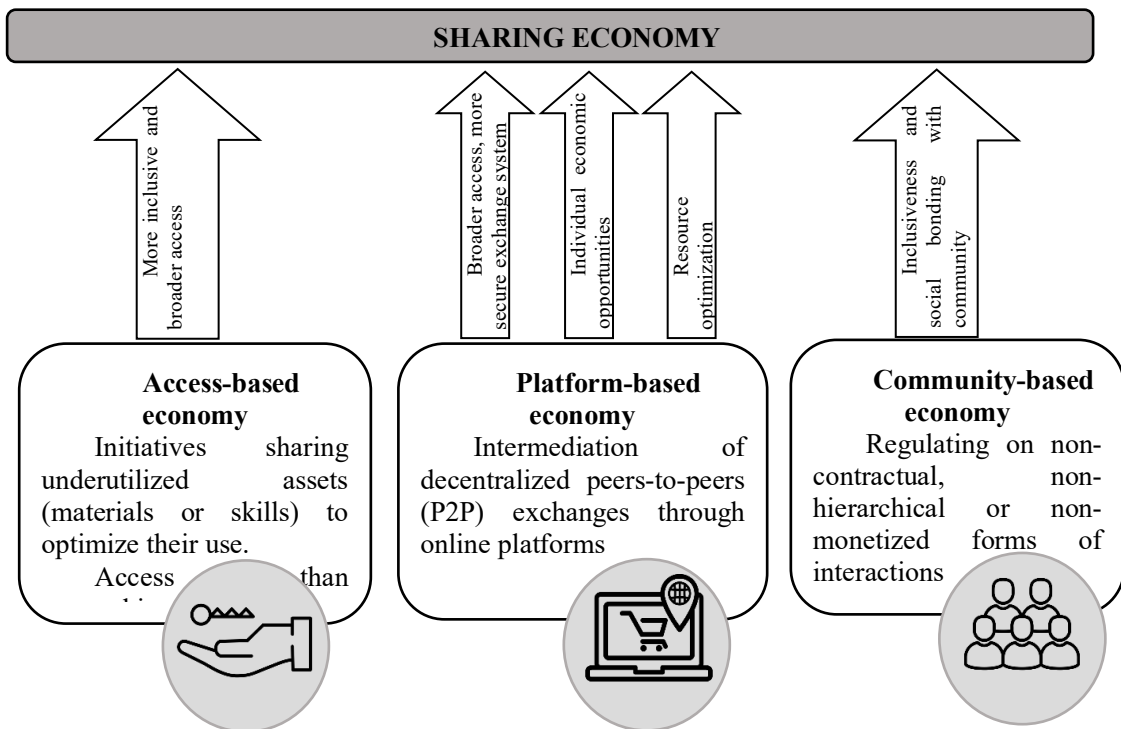 SHARING ECONOMY
More inclusive and
broader access
Broader access, more
secure exchange system
Individual economic
opportunities
Resource
optimization
Inclusiveness and
social bonding with
community
Access-based
economy
Initiatives sharing
underutilized assets
(materials or skills) to
optimize their use.
Access than
Platform-based
economy
Intermediation of
decentralized peers-to-peers
(P2P) exchanges through
online platforms
Community-based
economy
Regulating on non-
contractual, non-
hierarchical or non-
monetized forms of
interactions